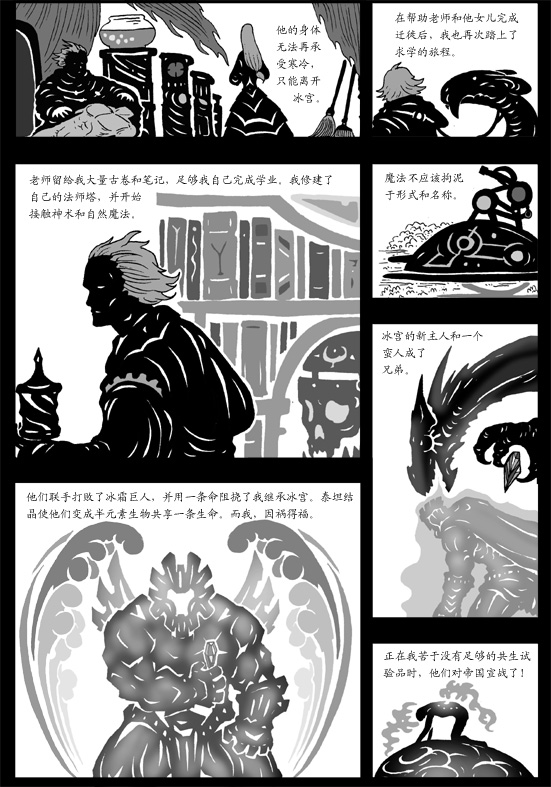 他的身体
无法再承
受寒冷，
只能离开
冰宫。
在帮助老师和他女儿完成
迁徒后，我也再次踏上了
求学的旅程。
老师留给我大量古卷和笔记，足够我自己完成学业。我修建了
自己的法师塔，并开始
接触神术和自然魔法。
魔法不应该拘泥
于形式和名称。
冰宫的新主人和一个
蛮人成了
兄弟。
他们联手打败了冰霜巨人，并用一条命阻挠了我继承冰宫。泰坦结
晶使他们变成半元素生物共享一条生命。而我，因祸得福。
正在我苦于没有足够的共生试
验品时，他们对帝国宣战了！